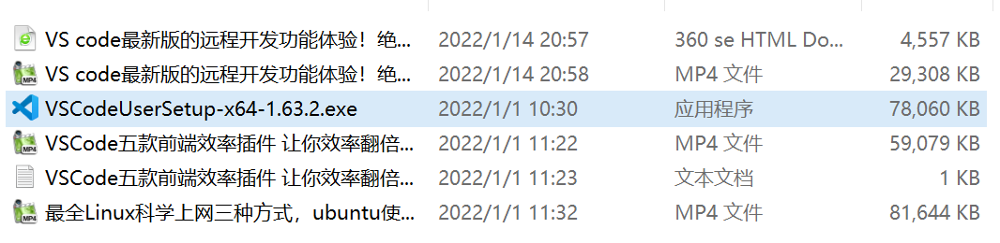 VS code最新版的远程开发功能体验！绝... 2022/1/14 20:57 360 se HTML Do... 4,557 KB
MP4 VS code最新版的远程开发功能体验！绝... 2022/1/14 20:58 MP4 文件 29,308 KB
VSCodeUserSetup-x64-1.63.2.exe 2022/1/1 10:30 应用程序 78,060 KB
MP4 VSCode五款前端效率插件 让你效率翻倍... 2022/1/1 11:22 MP4 文件 59,079 KB
VSCode五款前端效率插件 让你效率翻倍... 2022/1/1 11:23 文本文档 1 KB
MP4 最全Linux科学上网三种方式，ubuntu使... 2022/1/1 11:32 MP4 文件 81,644 KB